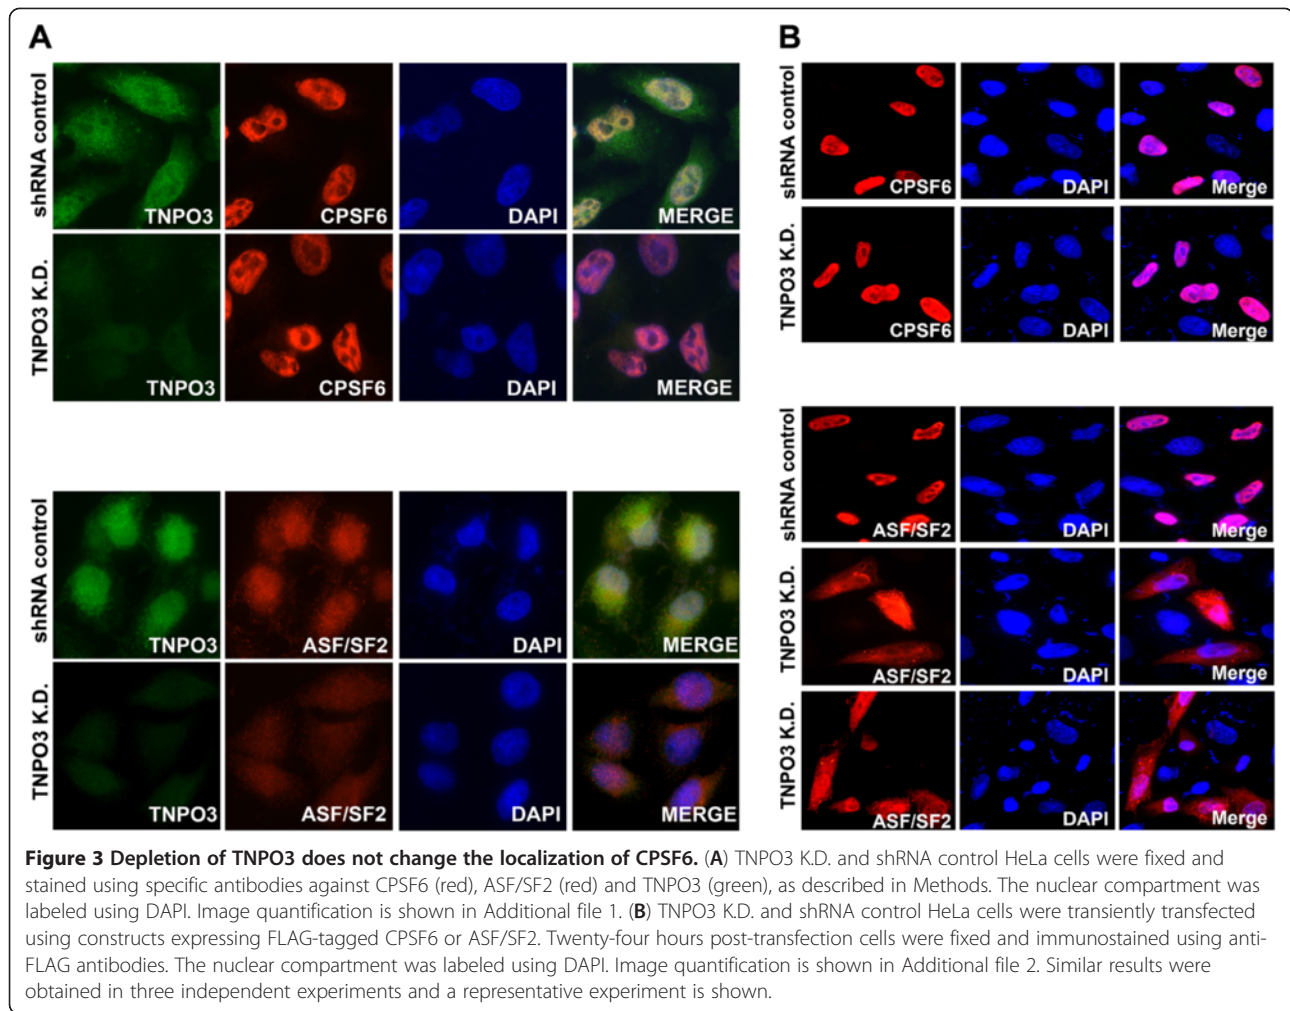 A
B
shRNA control
TNPO3
CPSF6
DAPI
MERGE
TNPO3 K.D.
TNPO3
CPSF6
DAPI
MERGE
shRNA control
TNPO3
ASF/SF2
DAPI
MERGE
TNPO3 K.D.
TNPO3
ASF/SF2
DAPI
MERGE
shRNA control
CPSF6
DAPI
Merge
TNPO3 K.D.
CPSF6
DAPI
Merge
shRNA control
ASF/SF2
DAPI
Merge
TNPO3 K.D.
ASF/SF2
DAPI
Merge
TNPO3 K.D.
ASF/SF2
DAPI
Merge
Figure 3 Depletion of TNPO3 does not change the localization of CPSF6. (A) TNPO3 K.D. and shRNA control HeLa cells were fixed and
stained using specific antibodies against CPSF6 (red), ASF/SF2 (red) and TNPO3 (green), as described in Methods. The nuclear compartment was
labeled using DAPI. Image quantification is shown in Additional file 1. (B) TNPO3 K.D. and shRNA control HeLa cells were transiently transfected
using constructs expressing FLAG-tagged CPSF6 or ASF/SF2. Twenty-four hours post-transfection cells were fixed and immunostained using anti-
FLAG antibodies. The nuclear compartment was labeled using DAPI. Image quantification is shown in Additional file 2. Similar results were
obtained in three independent experiments and a representative experiment is shown.